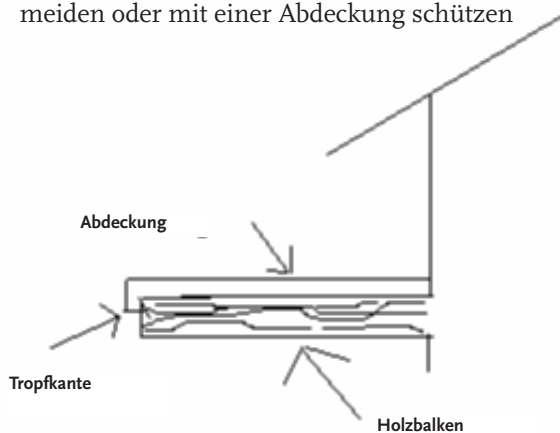 meiden oder mit einer Abdeckung schützen
Abdeckung
Tropfkante
Holzbalken